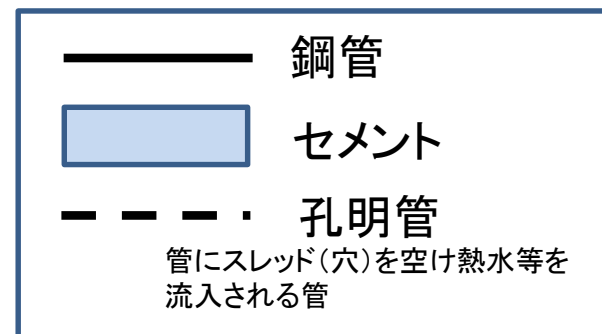 鋼管
セメント
孔明管
管にスレッド（穴）を空け熱水等を
流入される管